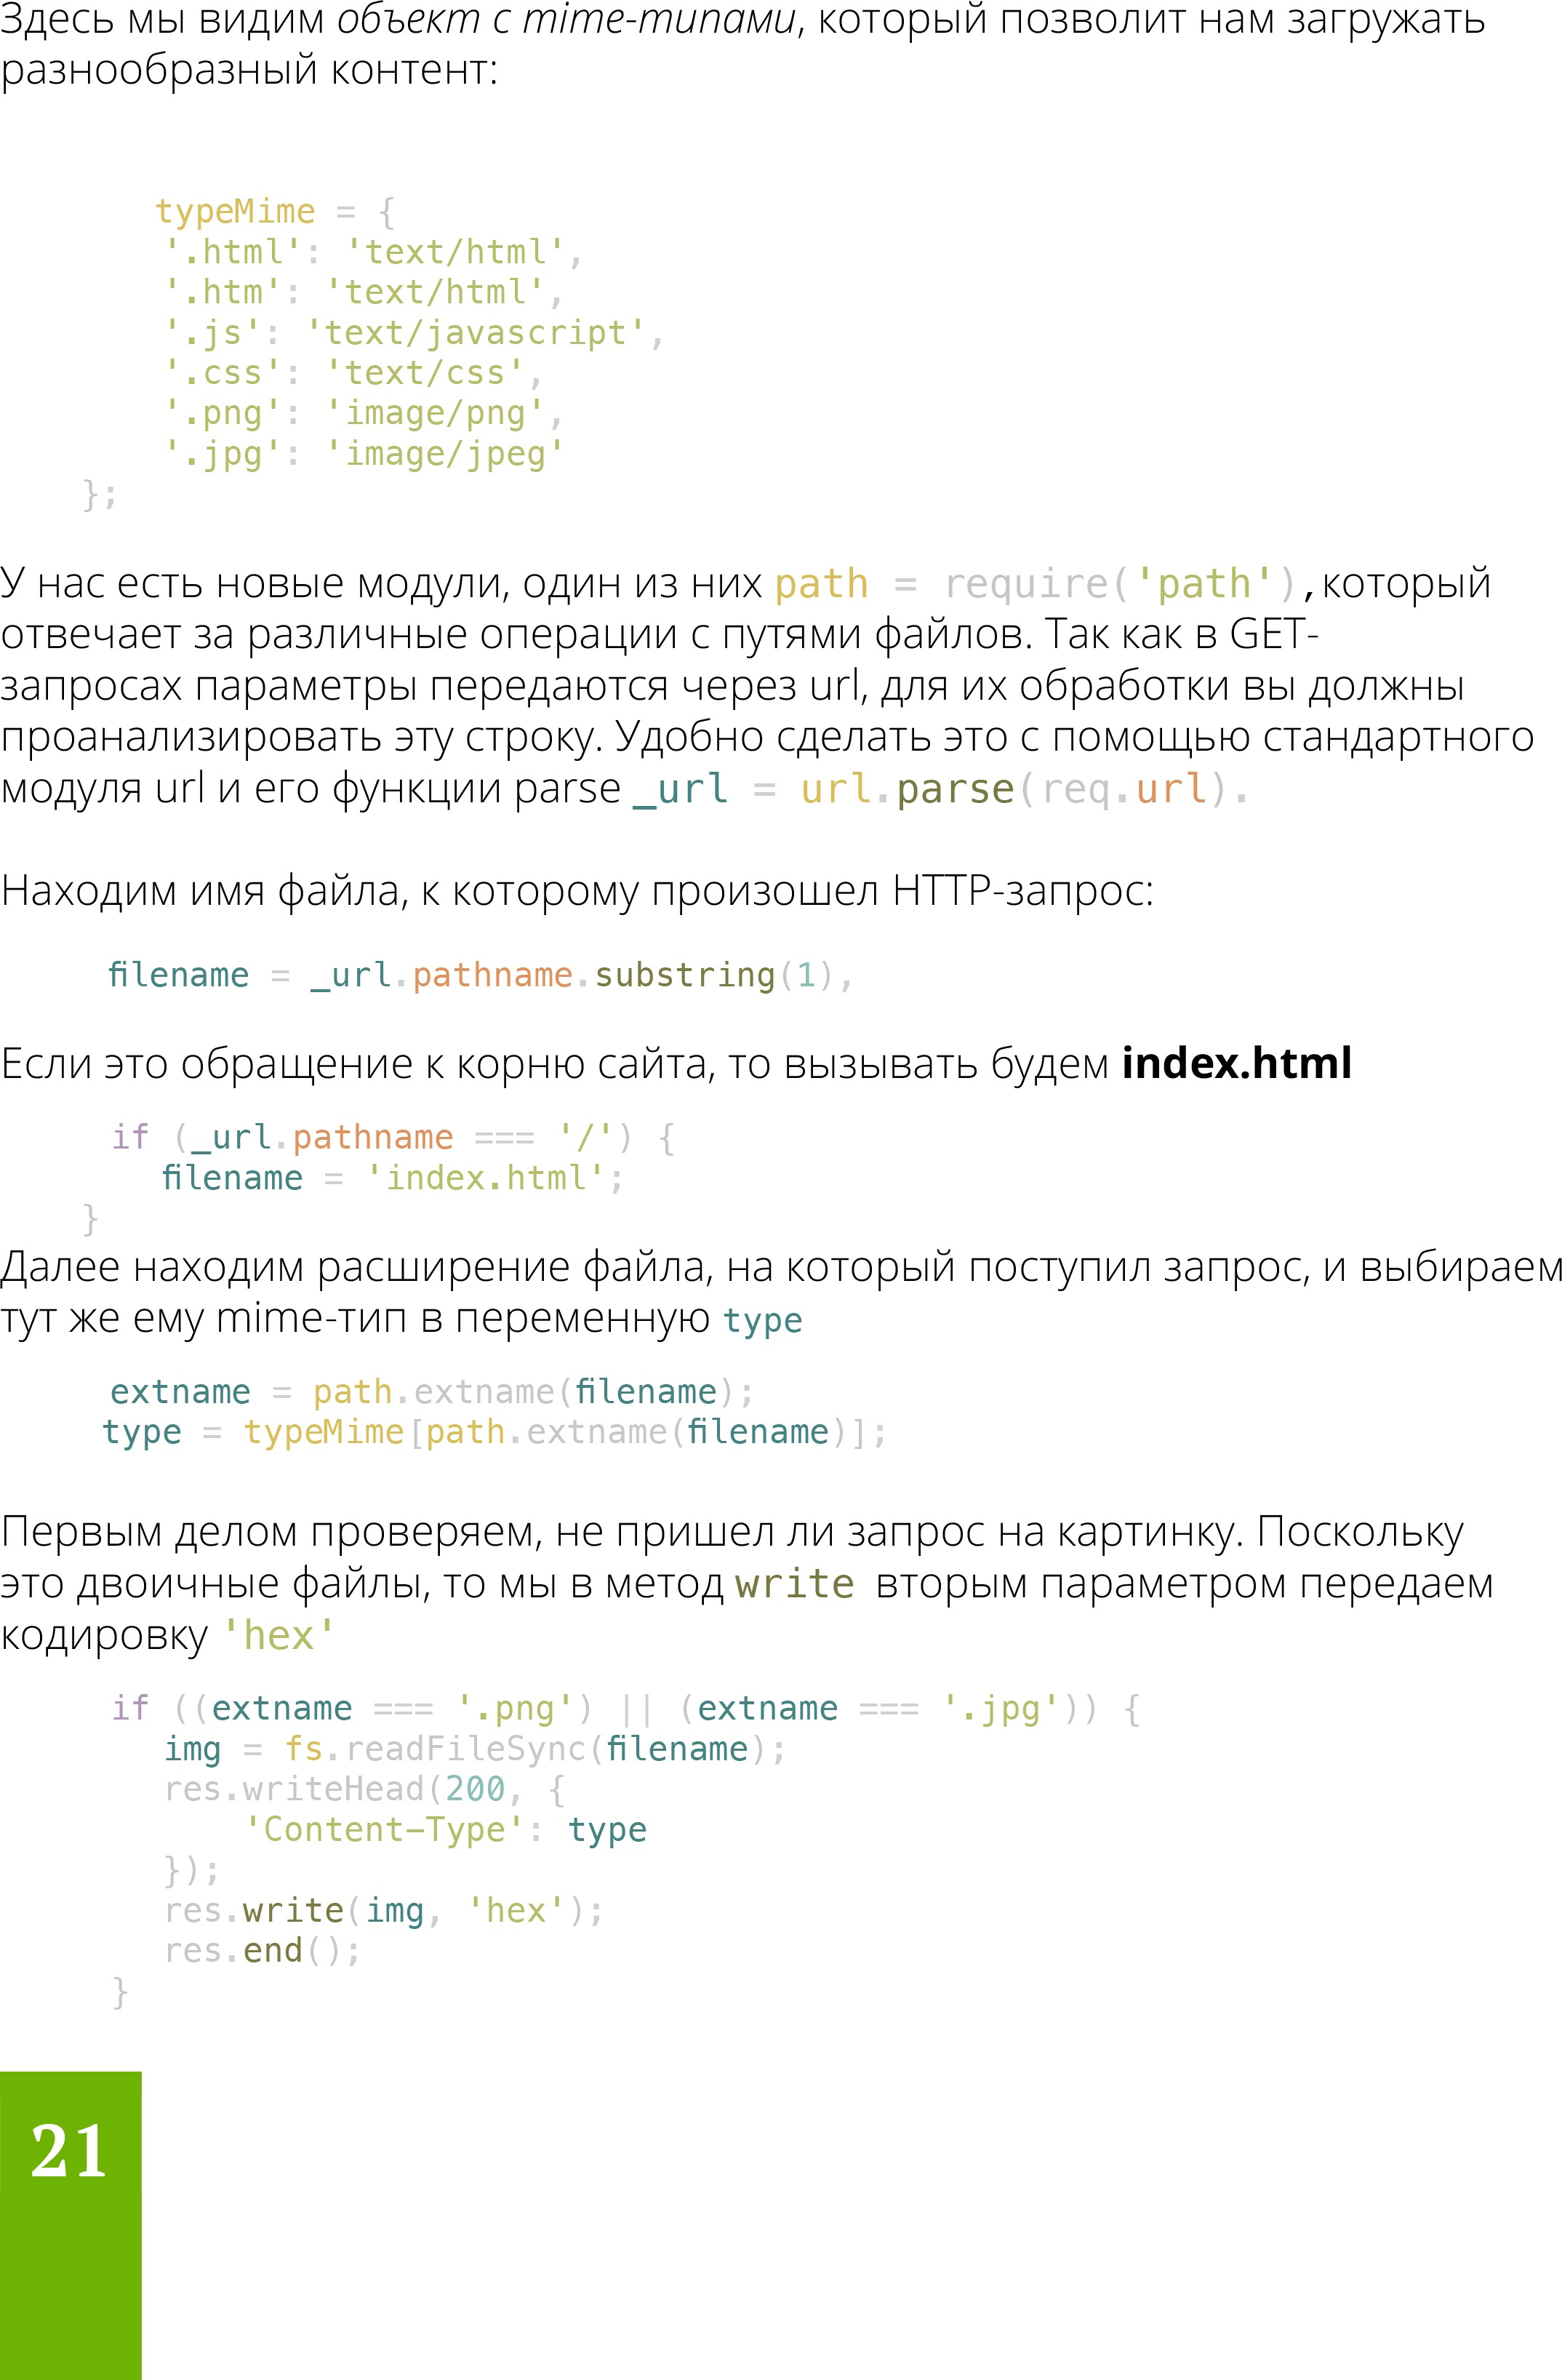 Здесь мы видим объект с mime-типами, который позволит нам загружать
разнообразный контент:
typeMime = {
'.html': 'text/html',
'.htm': 'text/html',
'.js': 'text/javascript',
'.css': 'text/css',
'.png': 'image/png',
'.jpg': 'image/jpeg'
};
У нас есть новые модули, один из них path = require('path'), который
отвечает за различные операции с путями файлов. Так как в GET-
запросах параметры передаются через url, для их обработки вы должны
проанализировать эту строку. Удобно сделать это с помощью стандартного
модуля url и его функции parse _url = url.parse(req.url).
Находим имя файла, к которому произошел HTTP-запрос:
filename = _url.pathname.substring(1),
Если это обращение к корню сайта, то вызывать будем index.html
if (_url.pathname === '/') {
filename = 'index.html';
}
Далее находим расширение файла, на который поступил запрос, и выбираем
тут же ему mime-тип в переменную type
extname = path.extname(filename);
type = typeMime[path.extname(filename)];
Первым делом проверяем, не пришел ли запрос на картинку. Поскольку
это двоичные файлы, то мы в метод write вторым параметром передаем
кодировку 'hex'
if ((extname === '.png') || (extname === '.jpg')) {
img = fs.readFileSync(filename);
res.writeHead(200, {
'Content-Type': type
});
res.write(img, 'hex');
res.end();
}
21